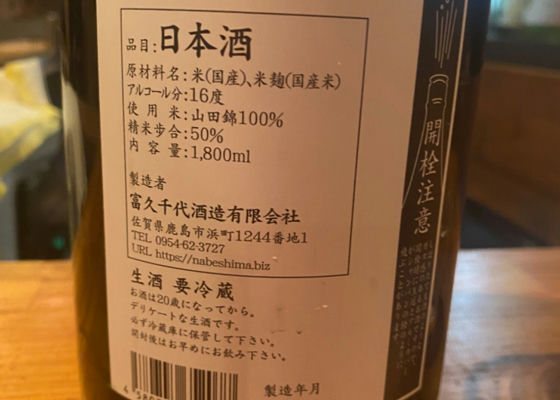 品目:日本酒
原材料名:米(国産)、米麹(国産米)
アルコール分:16度
使用米:山田錦100%
精米歩合:50%
内容量:1,800ml
製造者
富久千代酒造有限会社
佐賀県鹿島市浜町1244番地1
TEL 0954-62-3727
URL https://nabeshima.biz
生酒 要冷蔵
お酒は20歳になってから。
デリケートな生酒です。
必ず冷蔵庫に保管して下さい。
開封後はお早めにお飲み下さい。
製造年月
開栓注意